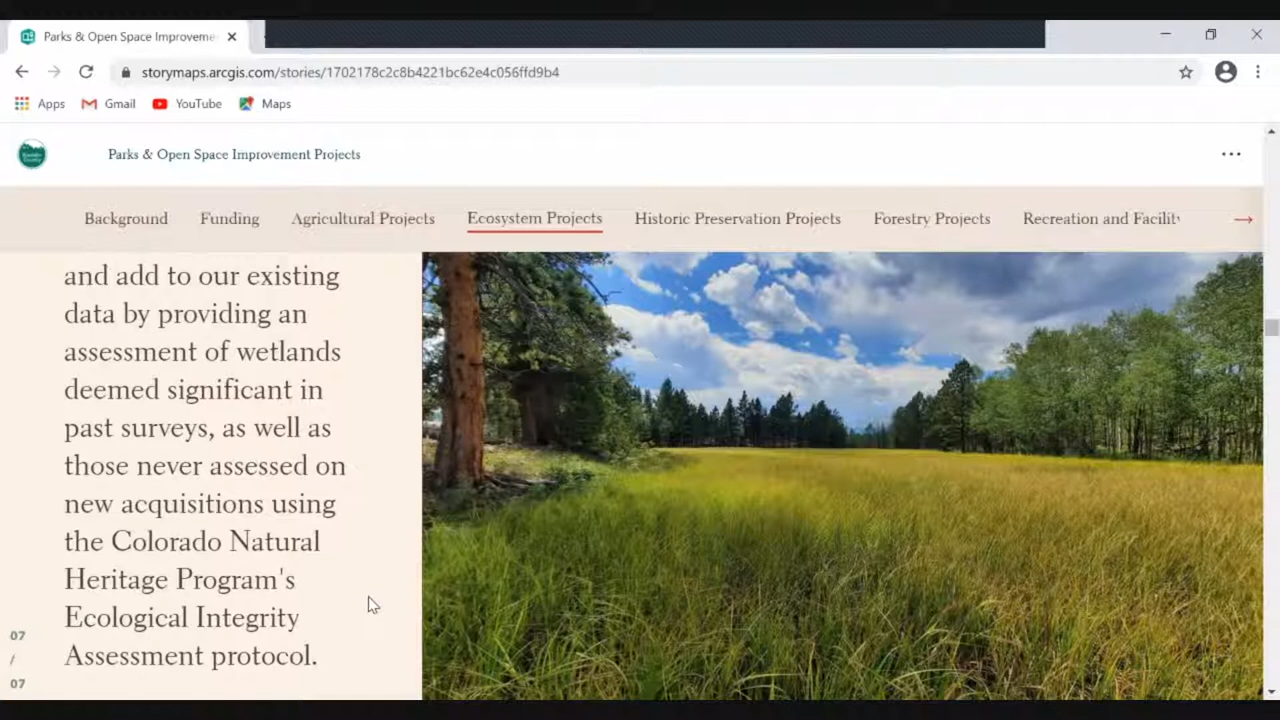 Parks & Open Space Improveme
storymaps.arcgis.com/stories/1702178c2c8b4221bc62e4c056ffd9b4
Apps Gmail YouTube Maps
Parks & Open Space Improvement Projects
Background Funding Agricultural Projects Ecosystem Projects Historic Preservation Projects Forestry Projects Recreation and Facilit
and add to our existing
data by providing an
assessment of wetlands
deemed significant in
past surveys, as well as
those never assessed on
new acquisitions using
the Colorado Natural
Heritage Program's
Ecological Integrity
Assessment protocol.
07
/
07